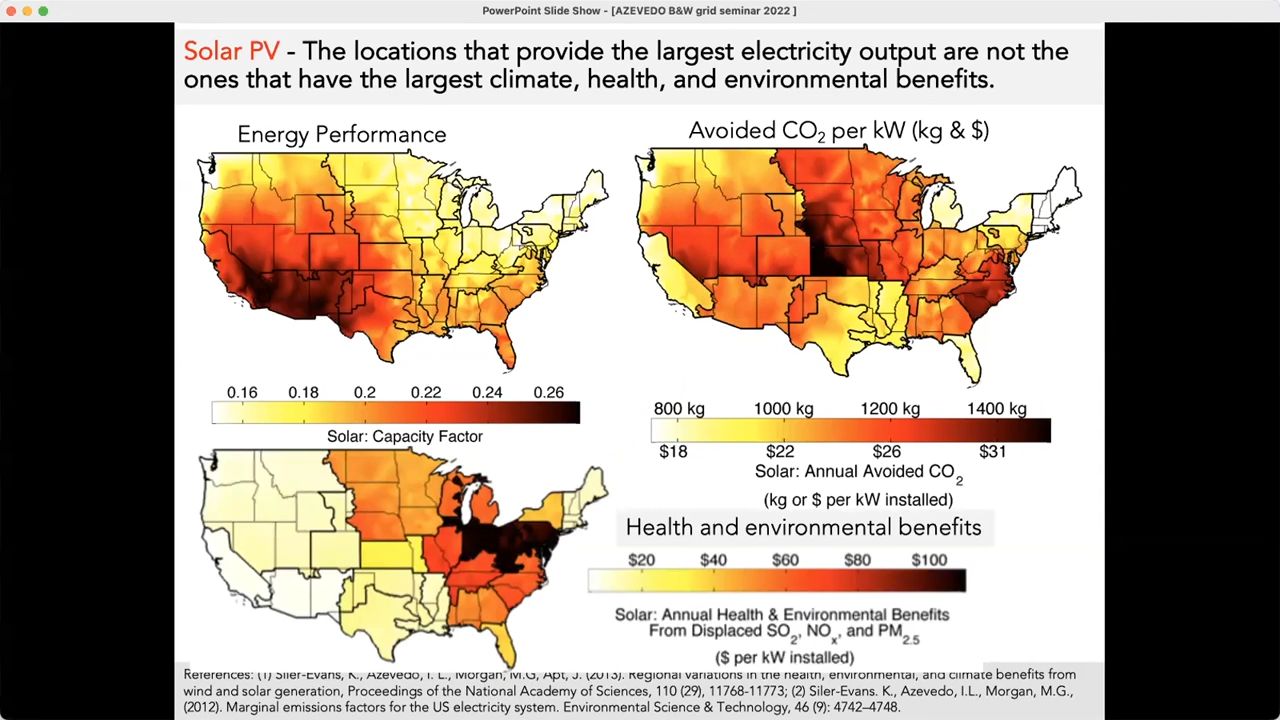 PowerPoint Slide Show - [AZEVEDO B&W grid seminar 2022 ]
Solar PV - The locations that provide the largest electricity output are not the
ones that have the largest climate, health, and environmental benefits.
Energy Performance
Avoided CO2 per kW (kg & $)
0.16 0.18 0.2 0.22 0.24 0.26
Solar: Capacity Factor
800 kg 1000 kg 1200 kg 1400 kg
$18 $22 $26 $31
Solar: Annual Avoided CO2
(kg or $ per kW installed)
Health and environmental benefits
$20 $40 $60 $80 $100
Solar: Annual Health & Environmental Benefits
From Displaced SO2, NOx, and PM2.5
($ per kW installed)
References: (1) Siler-Evans, K., Azevedo, I. L., Morgan, M.G, Apt, J. (2013). Regional variations in the health, environmental, and climate benefits from
wind and solar generation, Proceedings of the National Academy of Sciences, 110 (29), 11768-11773; (2) Siler-Evans. K., Azevedo, I.L., Morgan, M.G.,
(2012). Marginal emissions factors for the US electricity system. Environmental Science & Technology, 46 (9): 4742–4748.